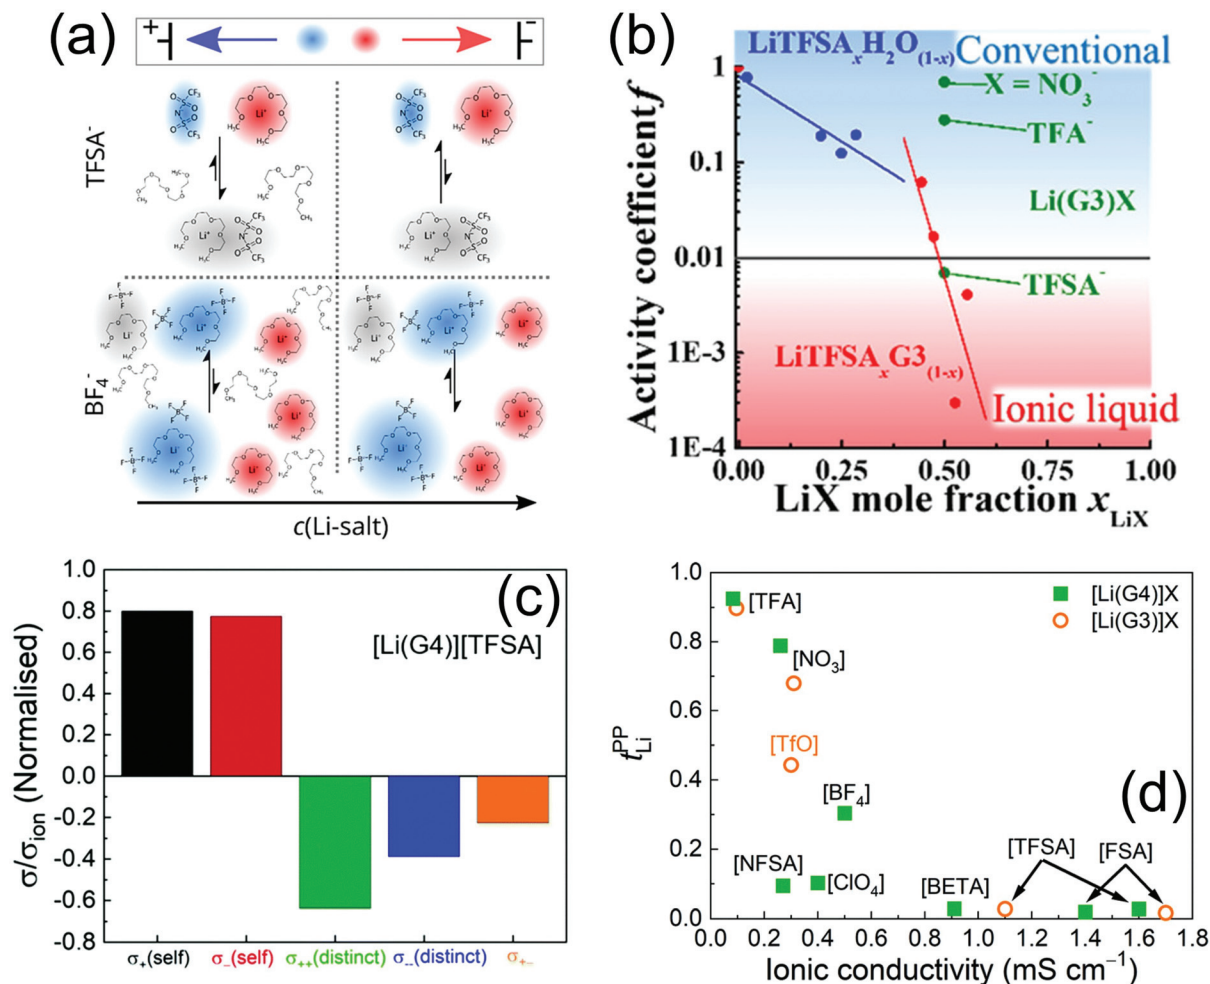 (a)
+
-
TFSA⁻
BF₄⁻
c(Li-salt)
(b)
LiTFSAₓH₂O₍₁₋ₓ₎
Conventional
X = NO₃⁻
TFA⁻
Li(G3)X
TFSA⁻
LiTFSAₓG3₍₁₋ₓ₎
Ionic liquid
Activity coefficient f
1
0.1
0.01
1E-3
1E-4
0.00
0.25
0.50
0.75
1.00
LiX mole fraction x_LiX
(c)
[Li(G4)][TFSA]
σ/σ_ion (Normalised)
1.0
0.8
0.6
0.4
0.2
0.0
-0.2
-0.4
-0.6
-0.8
σ₊(self) σ₋(self) σ₊₊(distinct) σ₋₋(distinct) σ₊₋
(d)
[Li(G4)]X
[Li(G3)]X
[TFA]
[NO₃]
[TfO]
[BF₄]
[NFSA]
[ClO₄]
[BETA]
[TFSA]
[FSA]
t_Li^PP
1.0
0.8
0.6
0.4
0.2
0.0
0.0 0.2 0.4 0.6 0.8 1.0 1.2 1.4 1.6 1.8
Ionic conductivity (mS cm⁻¹)